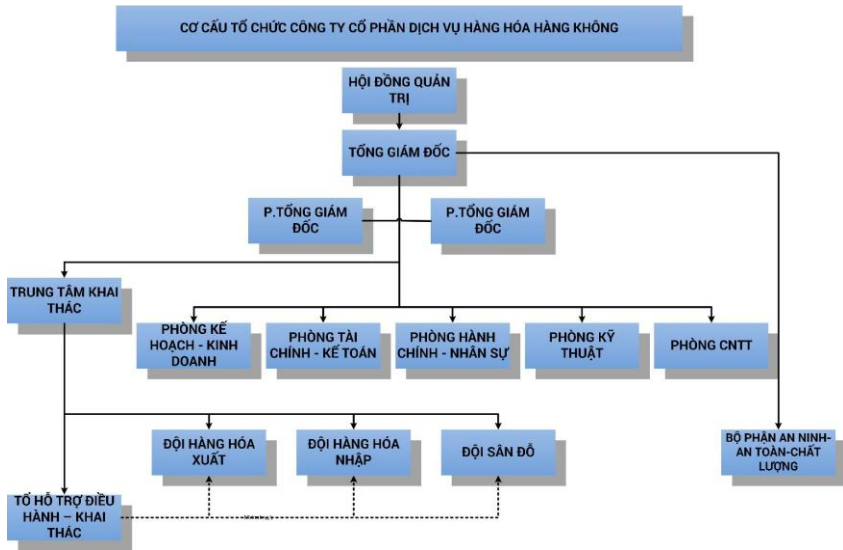 CƠ CẤU TỔ CHỨC CÔNG TY CỔ PHẦN DỊCH VỤ HÀNG HÓA HÀNG KHÔNG
HỘI ĐỒNG QUẢN
TRỊ
TỔNG GIÁM ĐỐC
P.TỔNG GIÁM
ĐỐC
P.TỔNG GIÁM
ĐỐC
TRUNG TÂM KHAI
THÁC
PHÒNG KẾ
HOẠCH - KINH
DOANH
PHÒNG TÀI
CHÍNH - KẾ TOÁN
PHÒNG HÀNH
CHÍNH - NHÂN SỰ
PHÒNG KỸ
THUẬT
PHÒNG CNTT
ĐỘI HÀNG HÓA
XUẤT
ĐỘI HÀNG HÓA
NHẬP
ĐỘI SÂN ĐỖ
BỘ PHẬN AN NINH-
AN TOÀN-CHẤT
LƯỢNG
TỔ HỖ TRỢ ĐIỀU
HÀNH – KHAI
THÁC